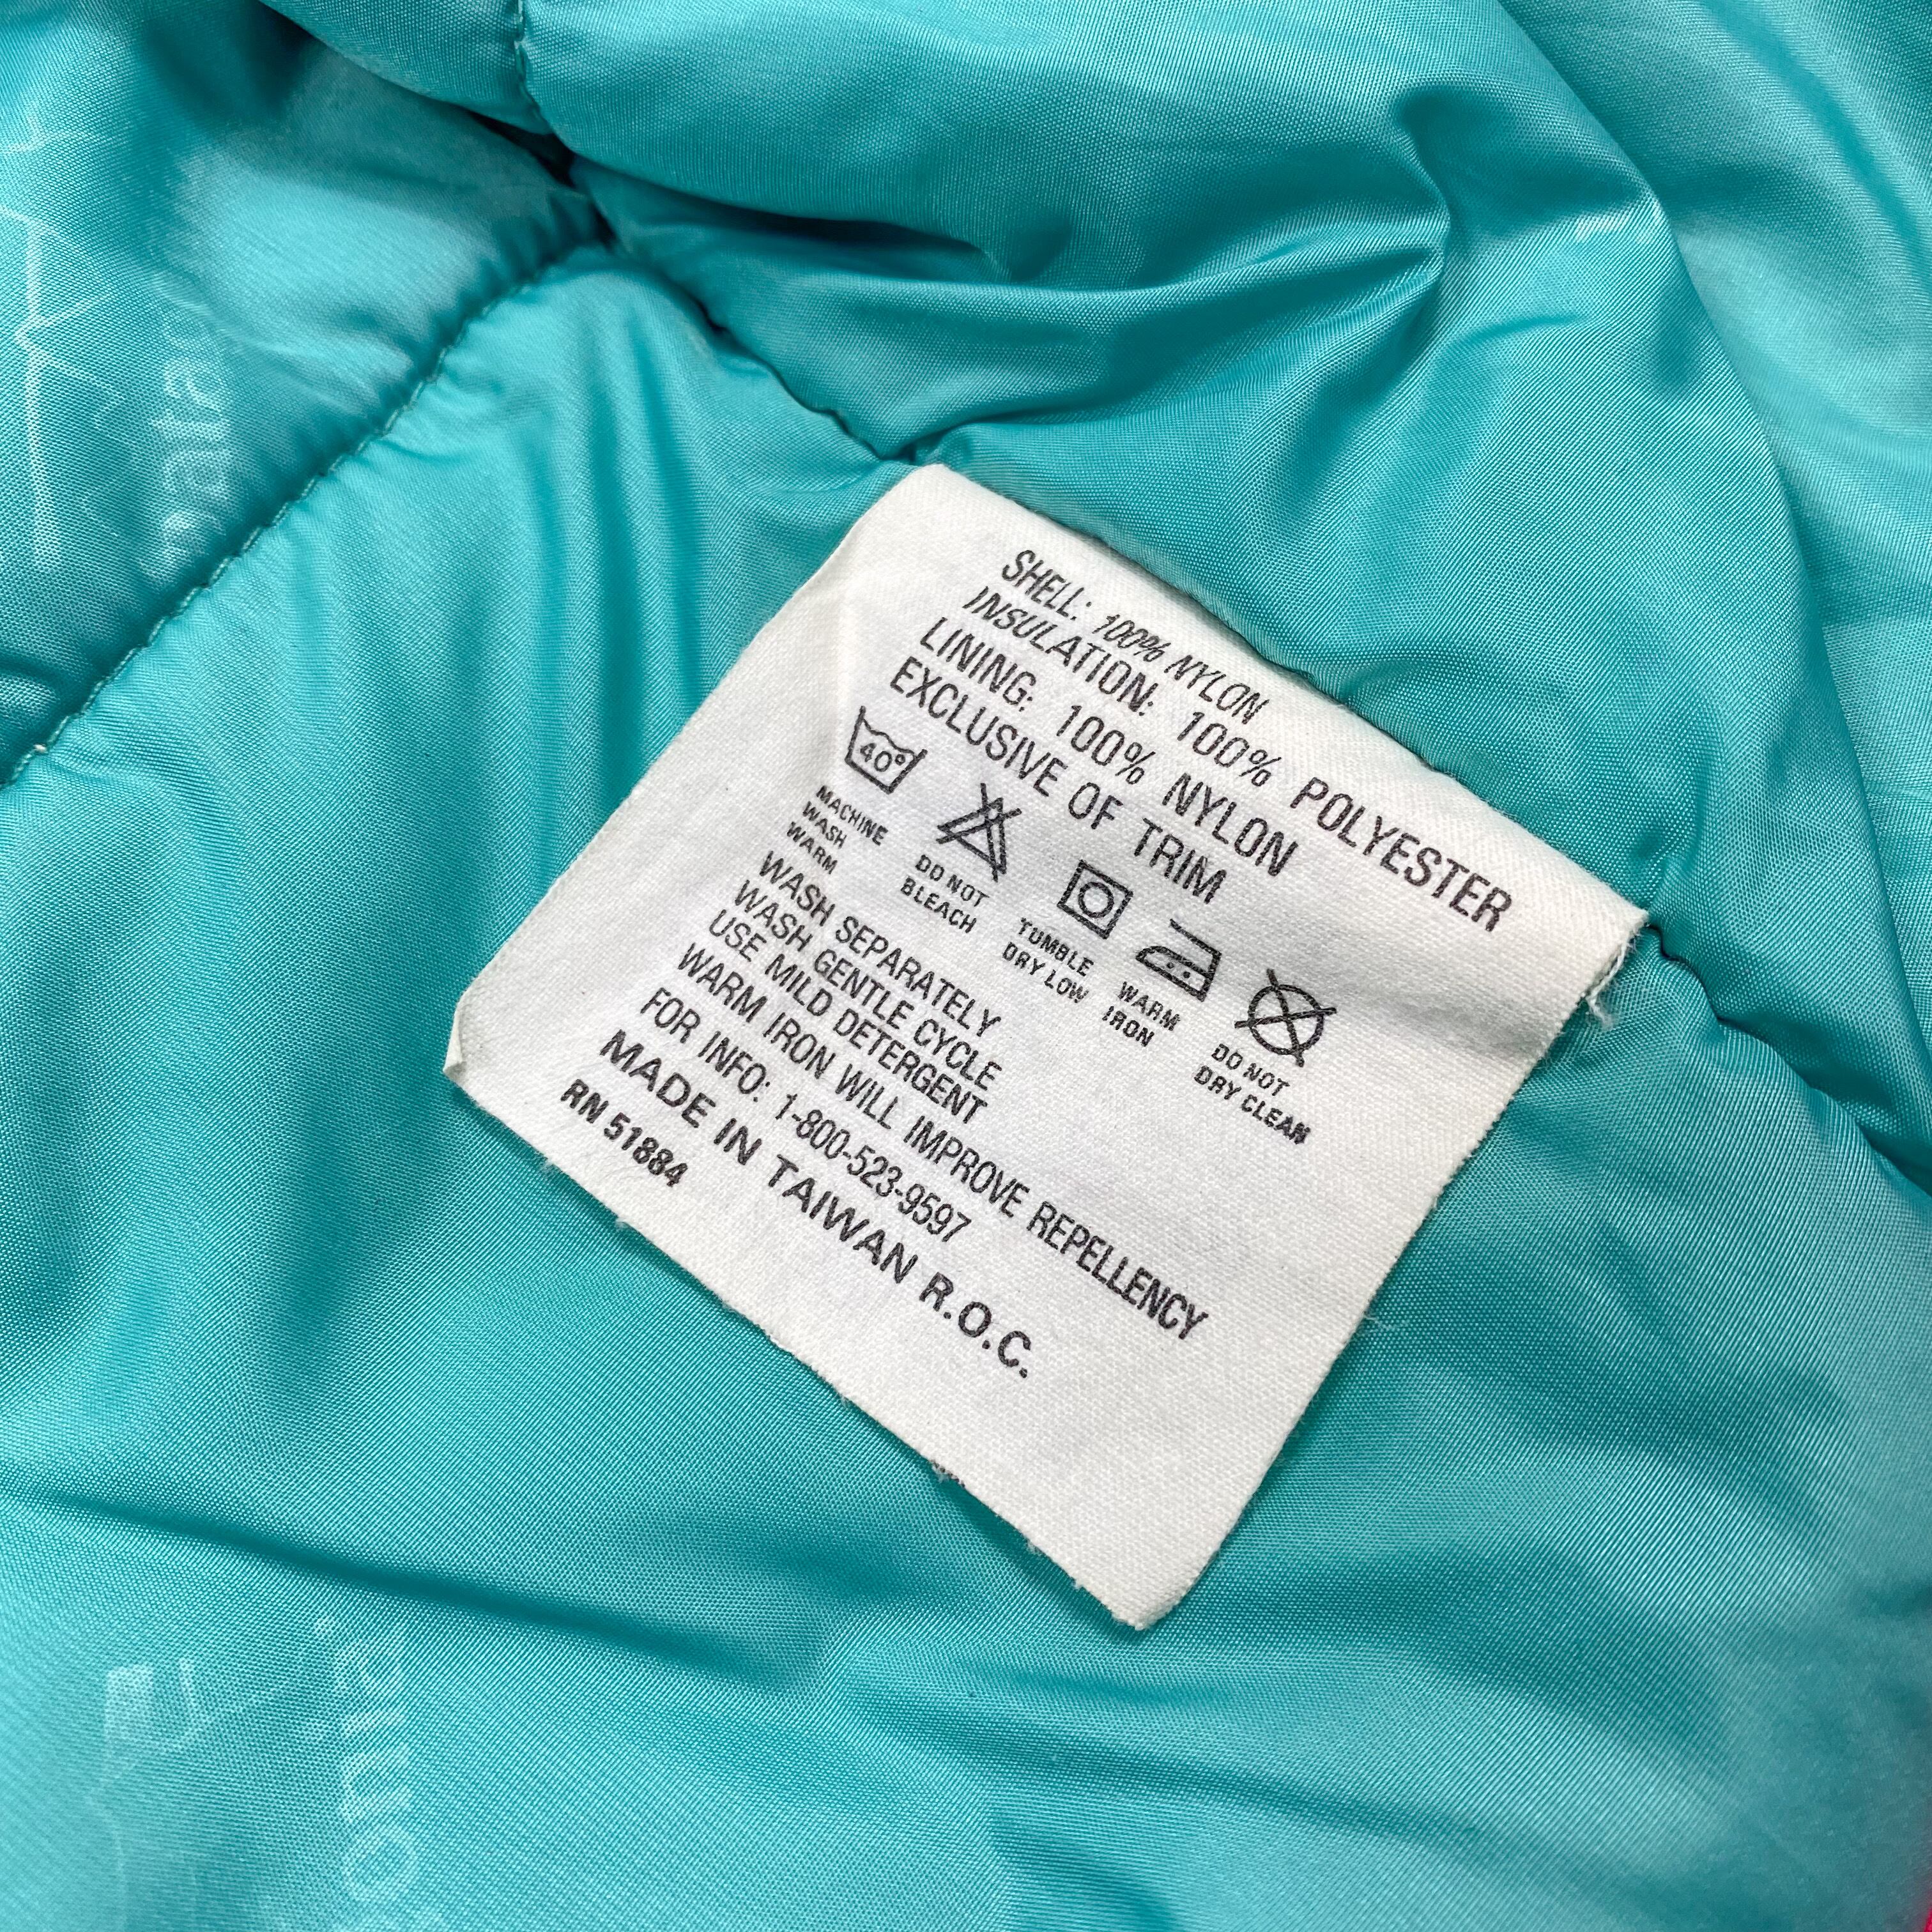 SHELL: 100% NYLON
INSULATION: 100% POLYESTER
LINING: 100% NYLON
EXCLUSIVE OF TRIM
40°
MACHINE
WASH
WARM
DO NOT
BLEACH
TUMBLE
DRY LOW
WARM
IRON
DO NOT
DRY CLEAN
WASH SEPARATELY
WASH GENTLE CYCLE
USE MILD DETERGENT
WARM IRON WILL IMPROVE REPELLENCY
FOR INFO: 1-800-523-9597
MADE IN TAIWAN R.O.C.
RN 51884